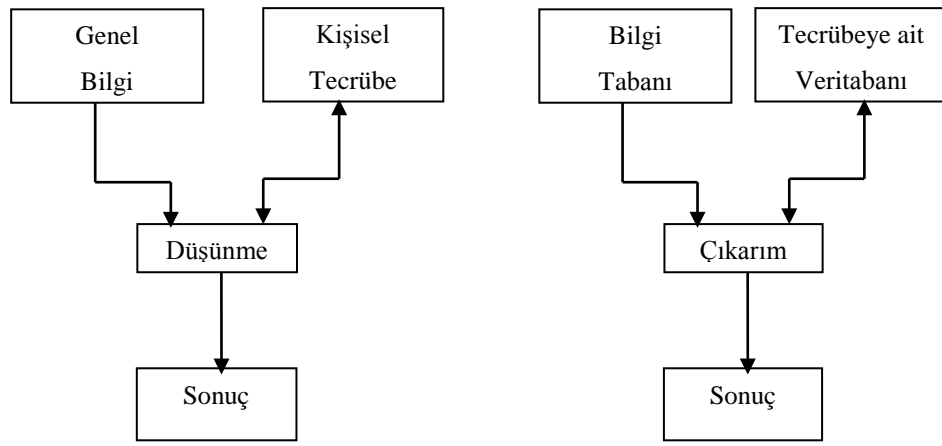 Genel
Bilgi
Kişisel
Tecrübe
Düşünme
Sonuç
Bilgi
Tabanı
Tecrübeye ait
Veritabanı
Çıkarım
Sonuç